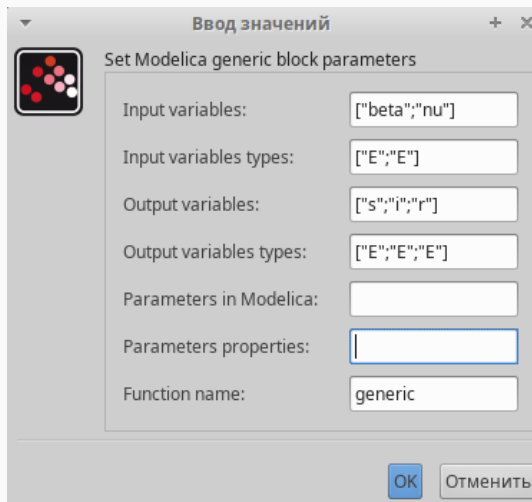 Ввод значений
Set Modelica generic block parameters
Input variables: ["beta";"nu"]
Input variables types: ["E";"E"]
Output variables: ["s";"i";"r"]
Output variables types: ["E";"E";"E"]
Parameters in Modelica:
Parameters properties:
Function name: generic
OK Отменить